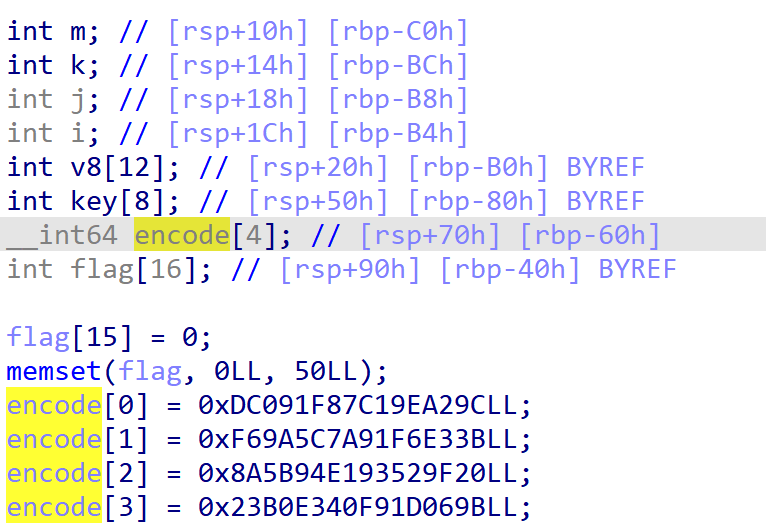 int m; // [rsp+10h] [rbp-C0h]
int k; // [rsp+14h] [rbp-BCh]
int j; // [rsp+18h] [rbp-B8h]
int i; // [rsp+1Ch] [rbp-B4h]
int v8[12]; // [rsp+20h] [rbp-B0h] BYREF
int key[8]; // [rsp+50h] [rbp-80h] BYREF
__int64 encode[4]; // [rsp+70h] [rbp-60h]
int flag[16]; // [rsp+90h] [rbp-40h] BYREF
flag[15] = 0;
memset(flag, 0LL, 50LL);
encode[0] = 0xDC091F87C19EA29CLL;
encode[1] = 0xF69A5C7A91F6E33BLL;
encode[2] = 0x8A5B94E193529F20LL;
encode[3] = 0x23B0E340F91D069BLL;